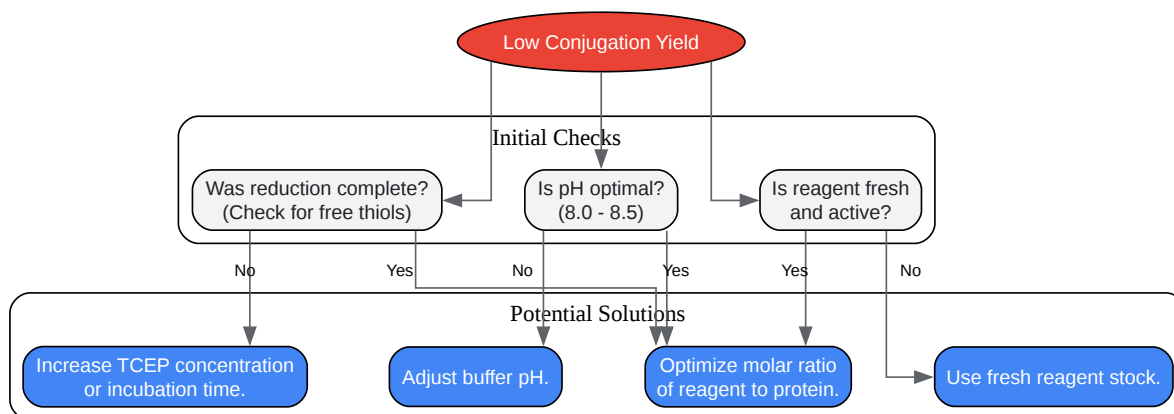 Low Conjugation Yield
Initial Checks
Was reduction complete?
(Check for free thiols)
Is pH optimal?
(8.0 - 8.5)
Is reagent fresh
and active?
No
Yes
No
Yes
Yes
No
Potential Solutions
Increase TCEP concentration
or incubation time.
Adjust buffer pH.
Optimize molar ratio
of reagent to protein.
Use fresh reagent stock.